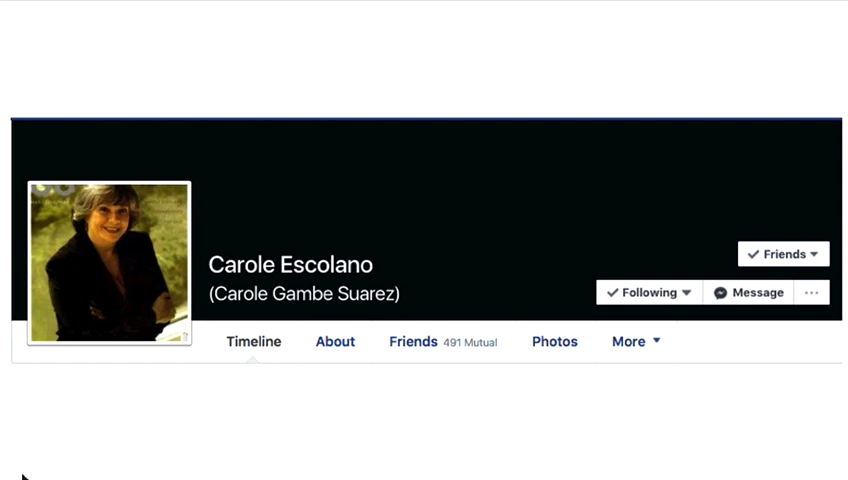 Carole Escolano
(Carole Gambe Suarez)
Friends
Following
Message
Timeline
About
Friends 491 Mutual
Photos
More